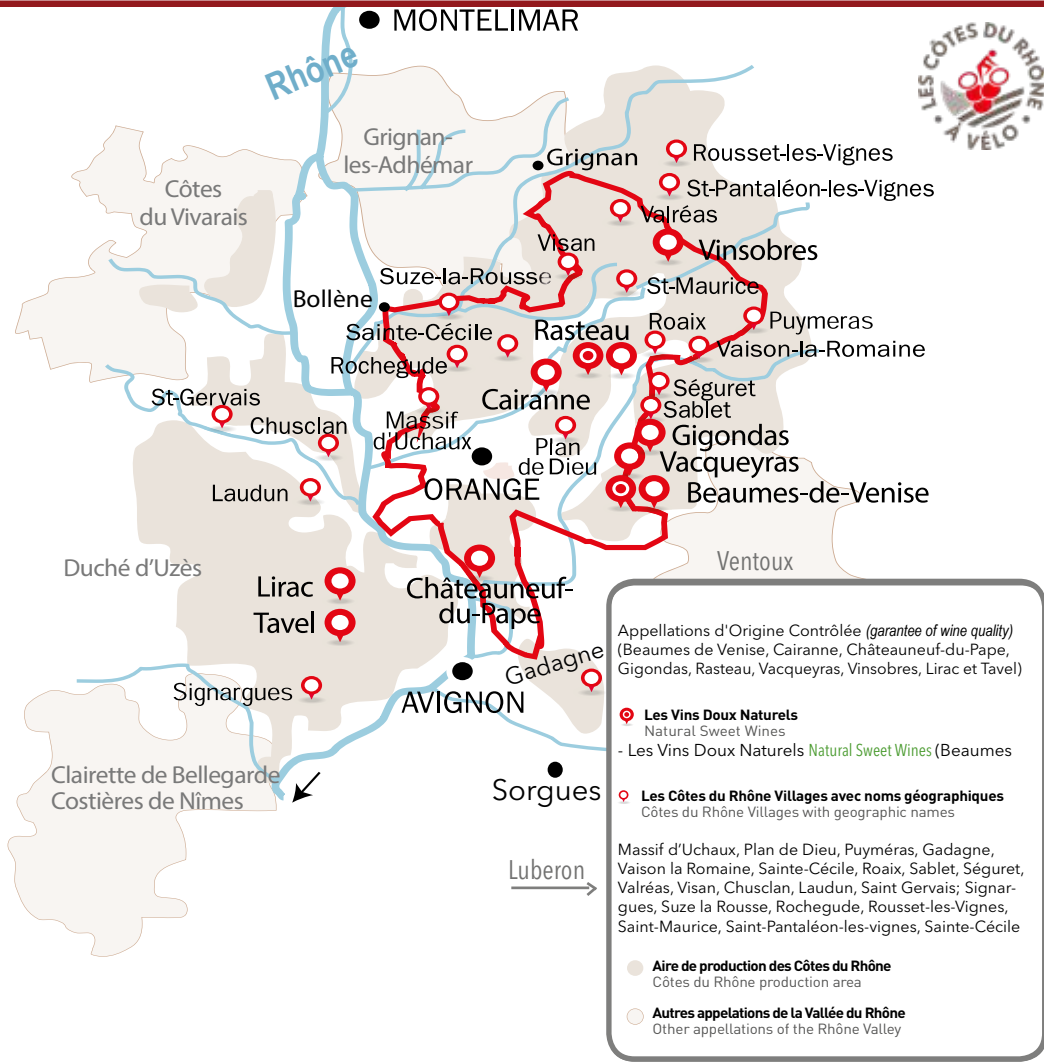 MONTELIMAR
LES CÔTES DU RHÔNE
• À VÉLO •
Rhône
Grignan-
les-Adhémar
Grignan
Rousset-les-Vignes
St-Pantaléon-les-Vignes
Côtes
du Vivarais
Valréas
Visan
Vinsobres
Suze-la-Rousse
St-Maurice
Bollène
Sainte-Cécile
Rasteau
Roaix
Puymeras
Vaison-la-Romaine
Rochegude
Cairanne
Séguret
St-Gervais
Chusclan
Massif
d'Uchaux
Sablet
Plan
de Dieu
Gigondas
Vacqueyras
Laudun
ORANGE
Beaumes-de-Venise
Duché d'Uzès
Ventoux
Lirac
Châteauneuf-
du-Pape
Tavel
Gadagne
Signargues
AVIGNON
Clairette de Bellegarde
Costières de Nîmes
Sorgues
Luberon
Appellations d'Origine Contrôlée (garantee of wine quality)
(Beaumes de Venise, Cairanne, Châteauneuf-du-Pape,
Gigondas, Rasteau, Vacqueyras, Vinsobres, Lirac et Tavel)
Les Vins Doux Naturels
Natural Sweet Wines
- Les Vins Doux Naturels Natural Sweet Wines (Beaumes
Les Côtes du Rhône Villages avec noms géographiques
Côtes du Rhône Villages with geographic names
Massif d'Uchaux, Plan de Dieu, Puyméras, Gadagne,
Vaison la Romaine, Sainte-Cécile, Roaix, Sablet, Séguret,
Valréas, Visan, Chusclan, Laudun, Saint Gervais; Signar-
gues, Suze la Rousse, Rochegude, Rousset-les-Vignes,
Saint-Maurice, Saint-Pantaléon-les-vignes, Sainte-Cécile
Aire de production des Côtes du Rhône
Côtes du Rhône production area
Autres appelations de la Vallée du Rhône
Other appellations of the Rhône Valley